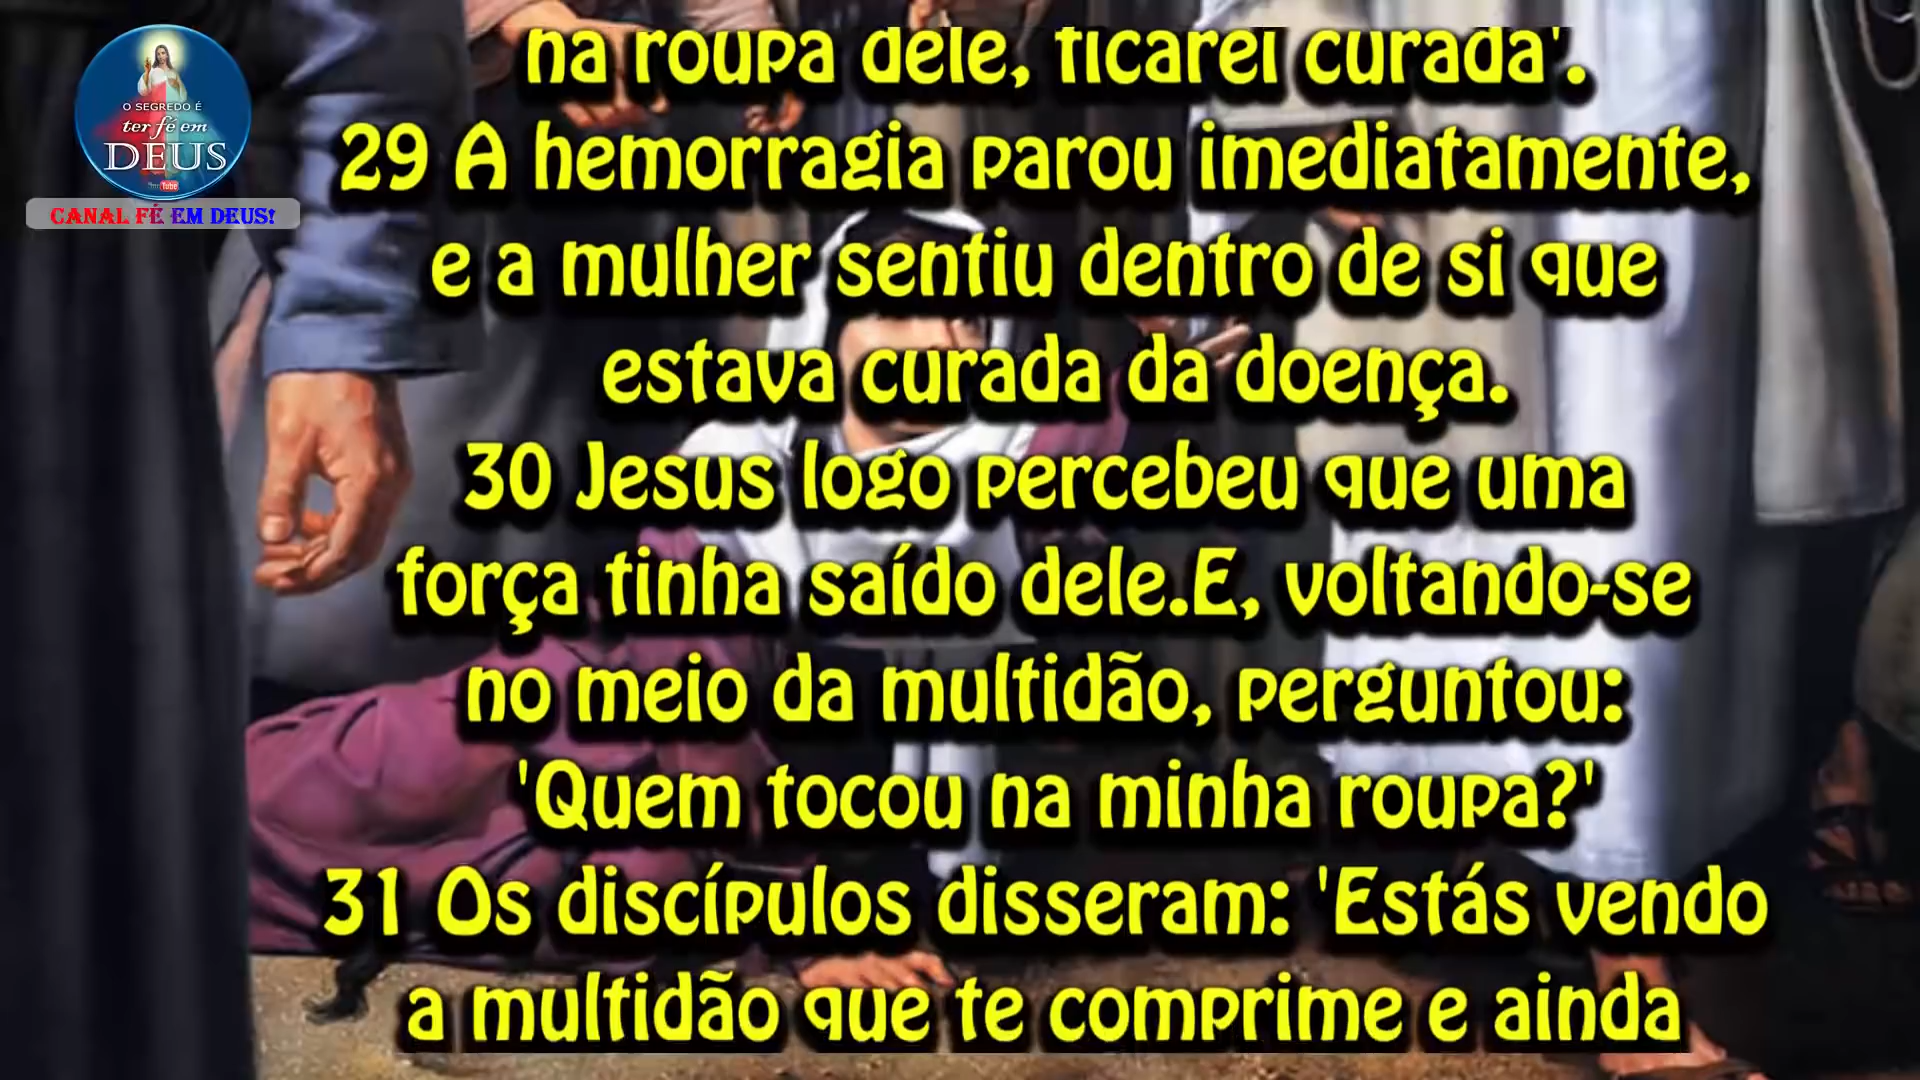 O SEGREDO É
ter fé em
DEUS
YouTube
CANAL FÉ EM DEUS!
na roupa dele, ficarei curada'.
29 A hemorragia parou imediatamente,
e a mulher sentiu dentro de si que
estava curada da doença.
30 Jesus logo percebeu que uma
força tinha saído dele.E, voltando-se
no meio da multidão, perguntou:
'Quem tocou na minha roupa?'
31 Os discípulos disseram: 'Estás vendo
a multidão que te comprime e ainda